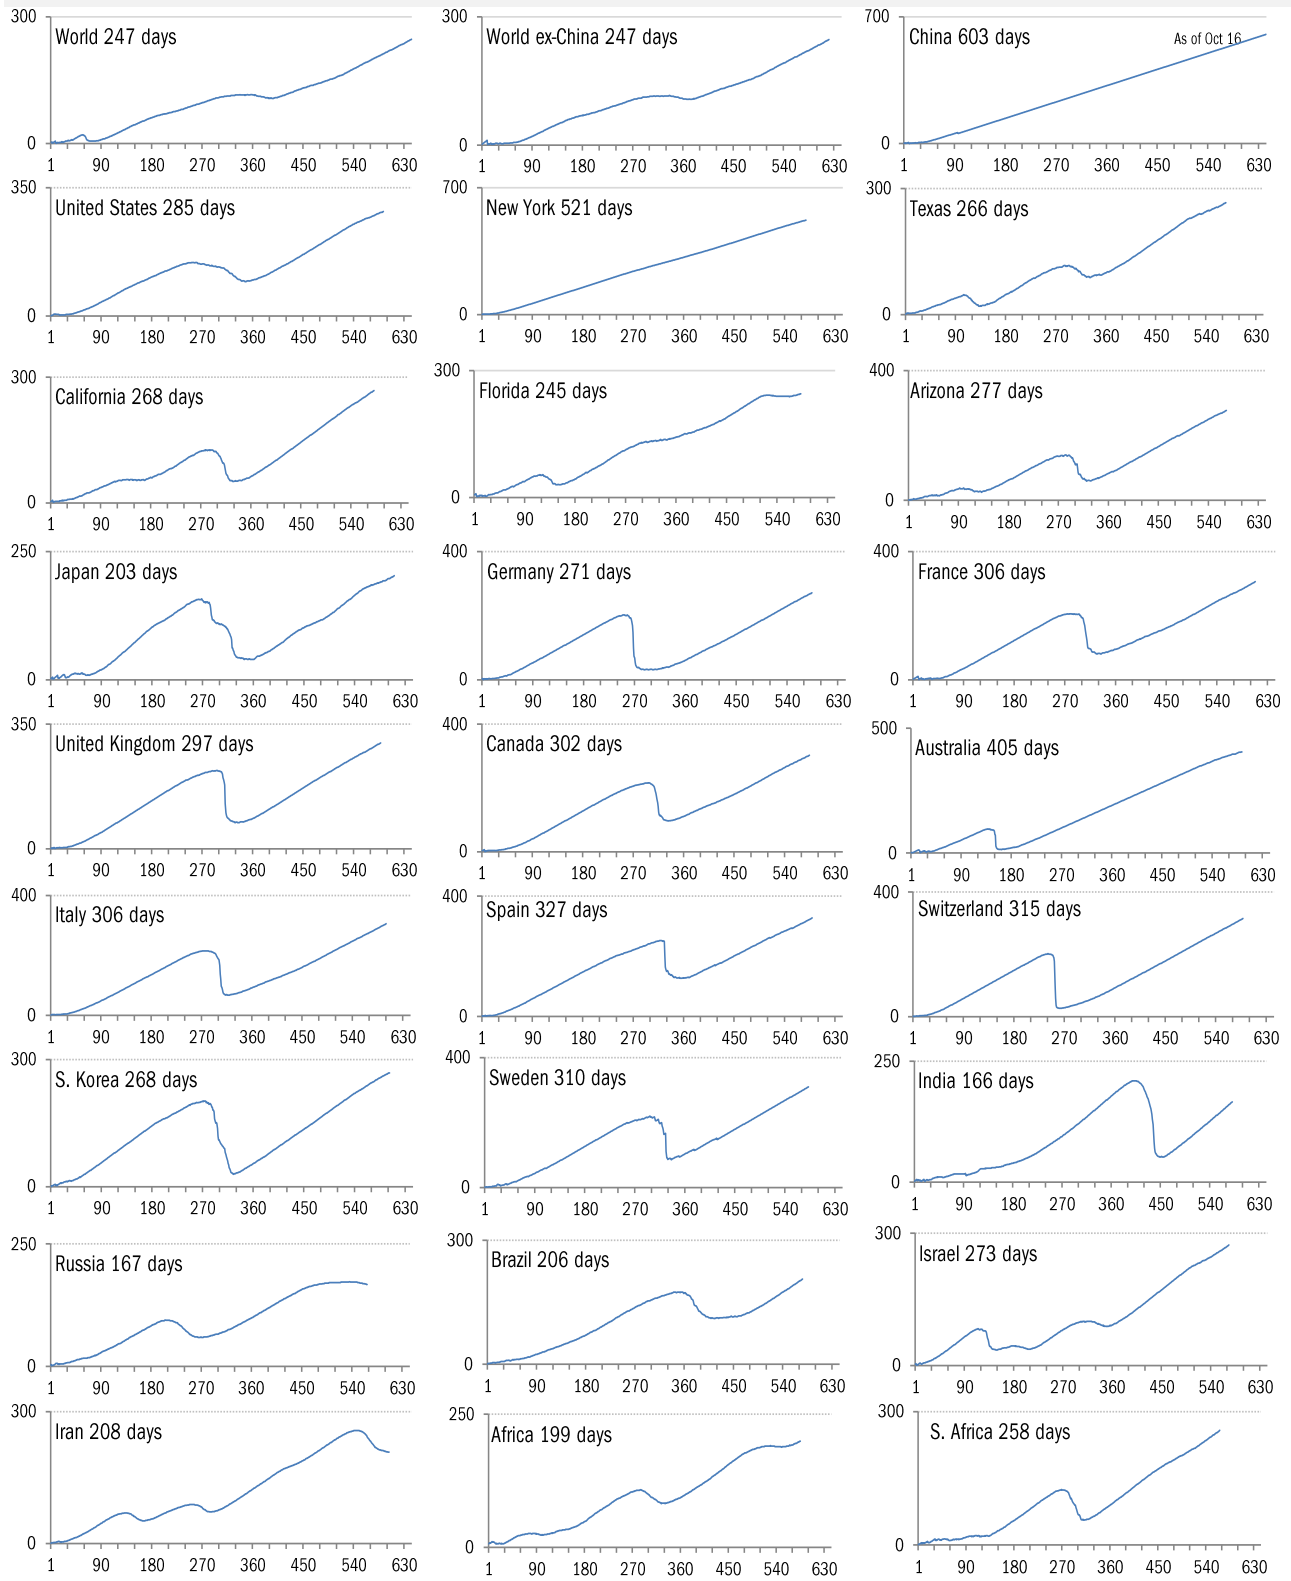 300 300 700
World 247 days World ex-China 247 days China 603 days
As of Oct 16
0 0 0
1 90 180 270 360 450 540 630 1 90 180 270 360 450 540 630 1 90 180 270 360 450 540 630
350 700 300
United States 285 days New York 521 days Texas 266 days
0 0 0
1 90 180 270 360 450 540 630 1 90 180 270 360 450 540 630 1 90 180 270 360 450 540 630
300 300 400
California 268 days Florida 245 days Arizona 277 days
0 0 0
1 90 180 270 360 450 540 630 1 90 180 270 360 450 540 630 1 90 180 270 360 450 540 630
250 400 400
Japan 203 days Germany 271 days France 306 days
0 0 0
1 90 180 270 360 450 540 630 1 90 180 270 360 450 540 630 1 90 180 270 360 450 540 630
350 400 500
United Kingdom 297 days Canada 302 days Australia 405 days
0 0 0
1 90 180 270 360 450 540 630 1 90 180 270 360 450 540 630 1 90 180 270 360 450 540 630
400 400 400
Italy 306 days Spain 327 days Switzerland 315 days
0 0 0
1 90 180 270 360 450 540 630 1 90 180 270 360 450 540 630 1 90 180 270 360 450 540 630
300 400 250
S. Korea 268 days Sweden 310 days India 166 days
0 0 0
1 90 180 270 360 450 540 630 1 90 180 270 360 450 540 630 1 90 180 270 360 450 540 630
250 300 300
Russia 167 days Brazil 206 days Israel 273 days
0 0 0
1 90 180 270 360 450 540 630 1 90 180 270 360 450 540 630 1 90 180 270 360 450 540 630
300 250 300
Iran 208 days Africa 199 days S. Africa 258 days
0 0 0
1 90 180 270 360 450 540 630 1 90 180 270 360 450 540 630 1 90 180 270 360 450 540 630